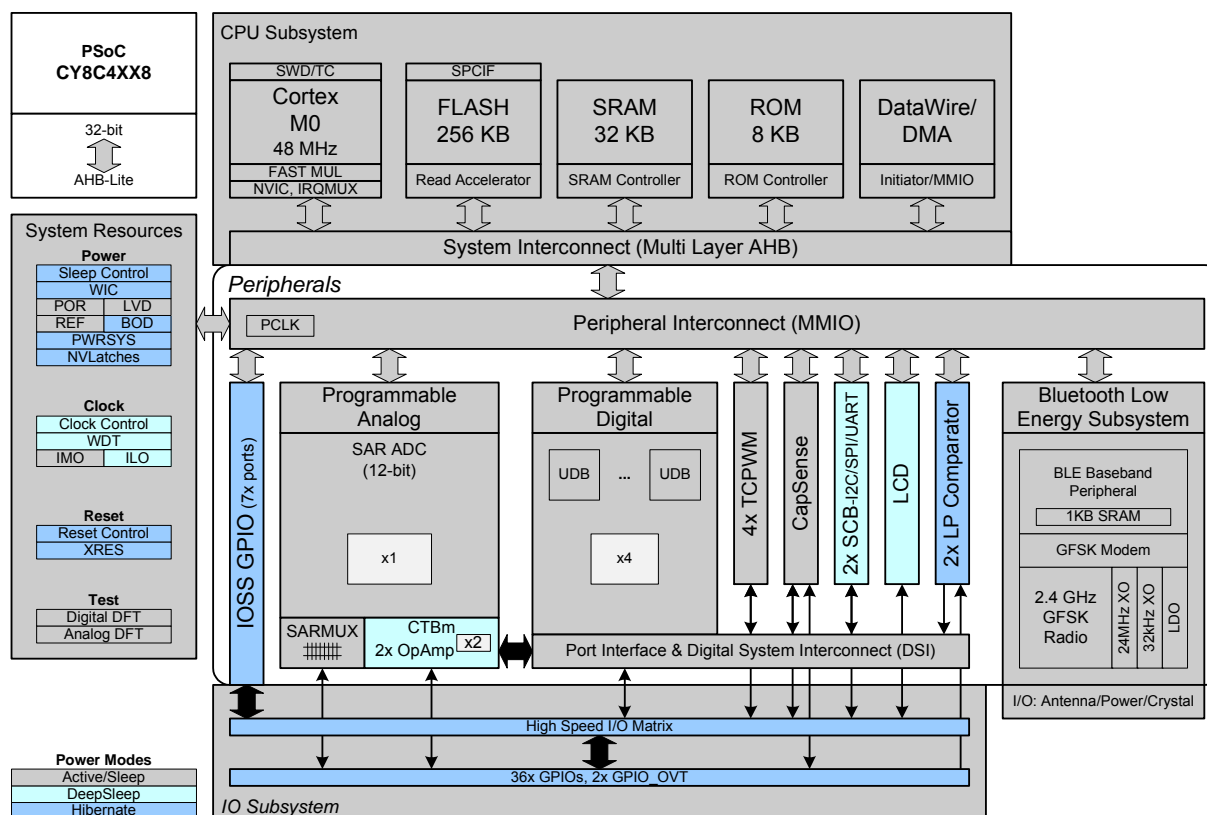 PSoC
CY8C4XX8
32-bit
AHB-Lite
CPU Subsystem
SWD/TC
Cortex
M0
48 MHz
FAST MUL
NVIC, IRQMUX
SPCIF
FLASH
256 KB
Read Accelerator
SRAM
32 KB
SRAM Controller
ROM
8 KB
ROM Controller
DataWire/
DMA
Initiator/MMIO
System Interconnect (Multi Layer AHB)
System Resources
Power
Sleep Control
WIC
POR
LVD
REF
BOD
PWRSYS
NVLatches
Clock
Clock Control
WDT
IMO
ILO
Reset
Reset Control
XRES
Test
Digital DFT
Analog DFT
Peripherals
PCLK
Peripheral Interconnect (MMIO)
IOSS GPIO (7x ports)
Programmable
Analog
SAR ADC
(12-bit)
x1
SARMUX
CTBm
2x OpAmp
x2
Programmable
Digital
UDB
...
UDB
x4
Port Interface & Digital System Interconnect (DSI)
4x TCPWM
CapSense
2x SCB-I2C/SPI/UART
LCD
2x LP Comparator
Bluetooth Low
Energy Subsystem
BLE Baseband
Peripheral
1KB SRAM
GFSK Modem
2.4 GHz
GFSK
Radio
24MHz XO
32kHz XO
LDO
I/O: Antenna/Power/Crystal
High Speed I/O Matrix
36x GPIOs, 2x GPIO_OVT
IO Subsystem
Power Modes
Active/Sleep
DeepSleep
Hibernate